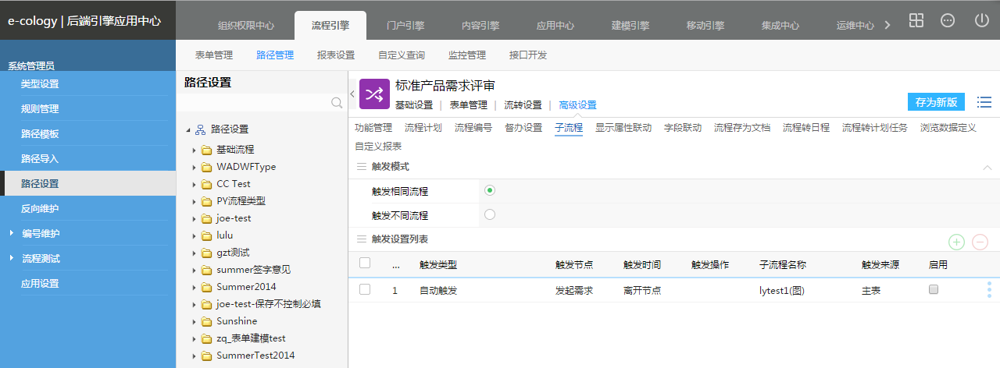 e-cology | 后端引擎应用中心
组织权限中心 流程引擎 门户引擎 内容引擎 应用中心 建模引擎 移动引擎 集成中心 运维中心
表单管理 路径管理 报表设置 自定义查询 监控管理 接口开发
系统管理员
类型设置
规则管理
路径模板
路径导入
路径设置
反向维护
编号维护
流程测试
应用设置
路径设置
路径设置
基础流程
WADWFType
CC Test
PY流程类型
joe-test
lulu
gzt测试
summer签字意见
Summer2014
joe-test-保存不控制必填
Sunshine
zq_表单建模test
SummerTest2014
标准产品需求评审
基础设置 | 表单管理 | 流转设置 | 高级设置
存为新版
功能管理 流程计划 流程编号 督办设置 子流程 显示属性联动 字段联动 流程存为文档 流程转日程 流程转计划任务 浏览数据定义
自定义报表
触发模式
触发相同流程
触发不同流程
触发设置列表
... 触发类型 触发节点 触发时间 触发操作 子流程名称 触发来源 启用
1 自动触发 发起需求 离开节点 lytest1(图) 主表